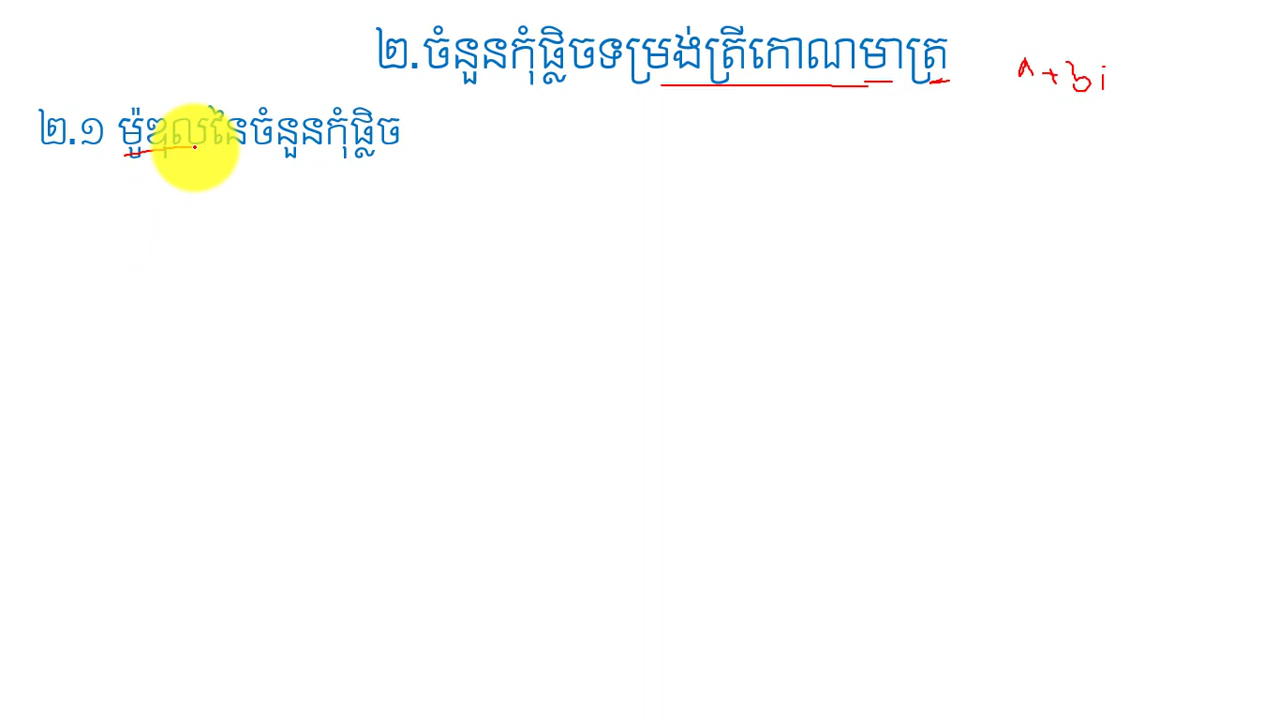 ២.ចំនួនកុំផ្លិចទម្រង់ត្រីកោណមាត្រ
a+bi
២.១ ម៉ូឌុលនៃចំនួនកុំផ្លិច